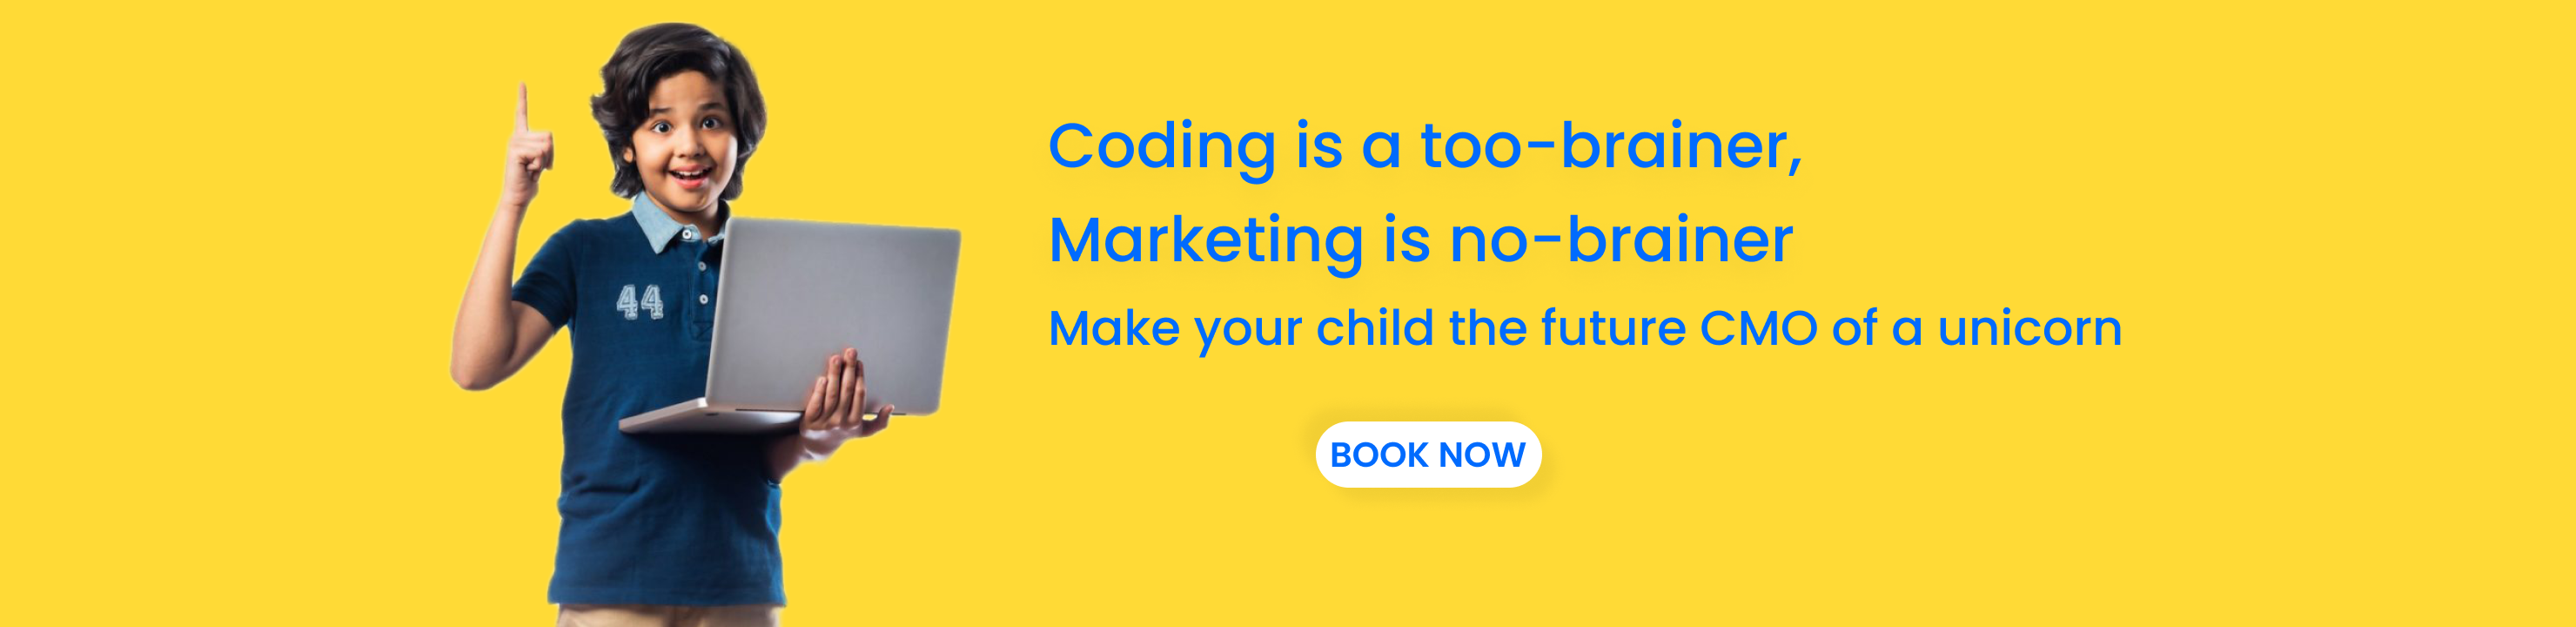 Coding is a too-brainer,
Marketing is no-brainer
Make your child the future CMO of a unicorn
44
BOOK NOW